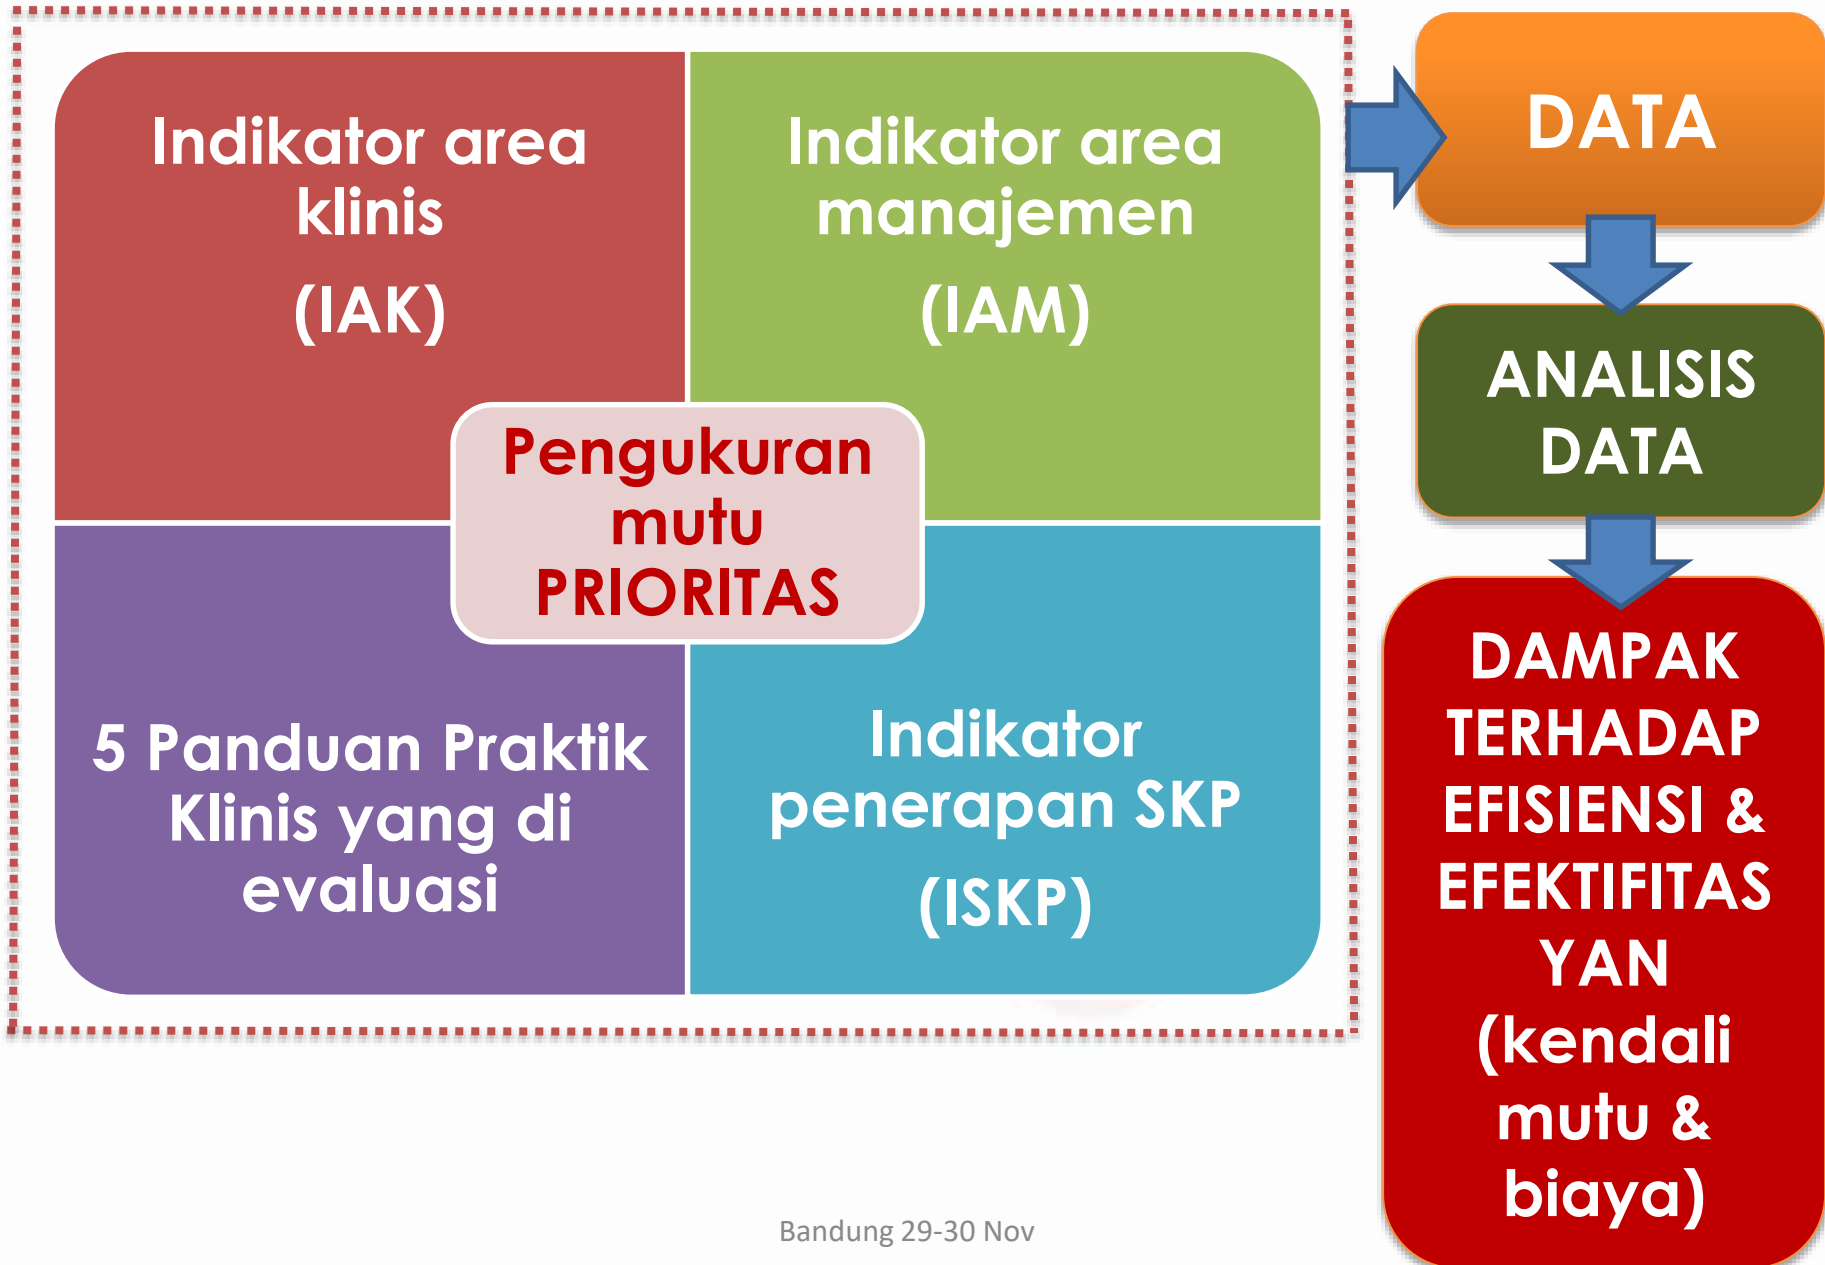 Indikator area
klinis
(IAK)
Indikator area
manajemen
(IAM)
Pengukuran
mutu
PRIORITAS
5 Panduan Praktik
Klinis yang di
evaluasi
Indikator
penerapan SKP
(ISKP)
DATA
ANALISIS
DATA
DAMPAK
TERHADAP
EFISIENSI &
EFEKTIFITAS
YAN
(kendali
mutu &
biaya)
Bandung 29-30 Nov